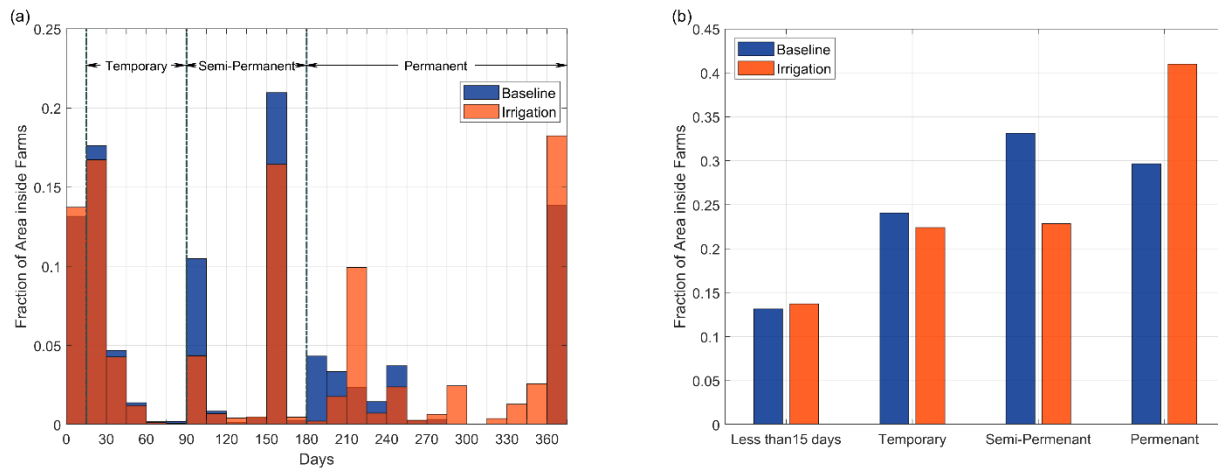 (a)
0.25
0.2
0.15
0.1
0.05
0
Fraction of Area inside Farms
Temporary
Semi-Permanent
Permanent
Baseline
Irrigation
0 30 60 90 120 150 180 210 240 270 300 330 360
Days
(b)
0.45
0.4
0.35
0.3
0.25
0.2
0.15
0.1
0.05
0
Fraction of Area inside Farms
Baseline
Irrigation
Less than15 days Temporary Semi-Permenant Permenant